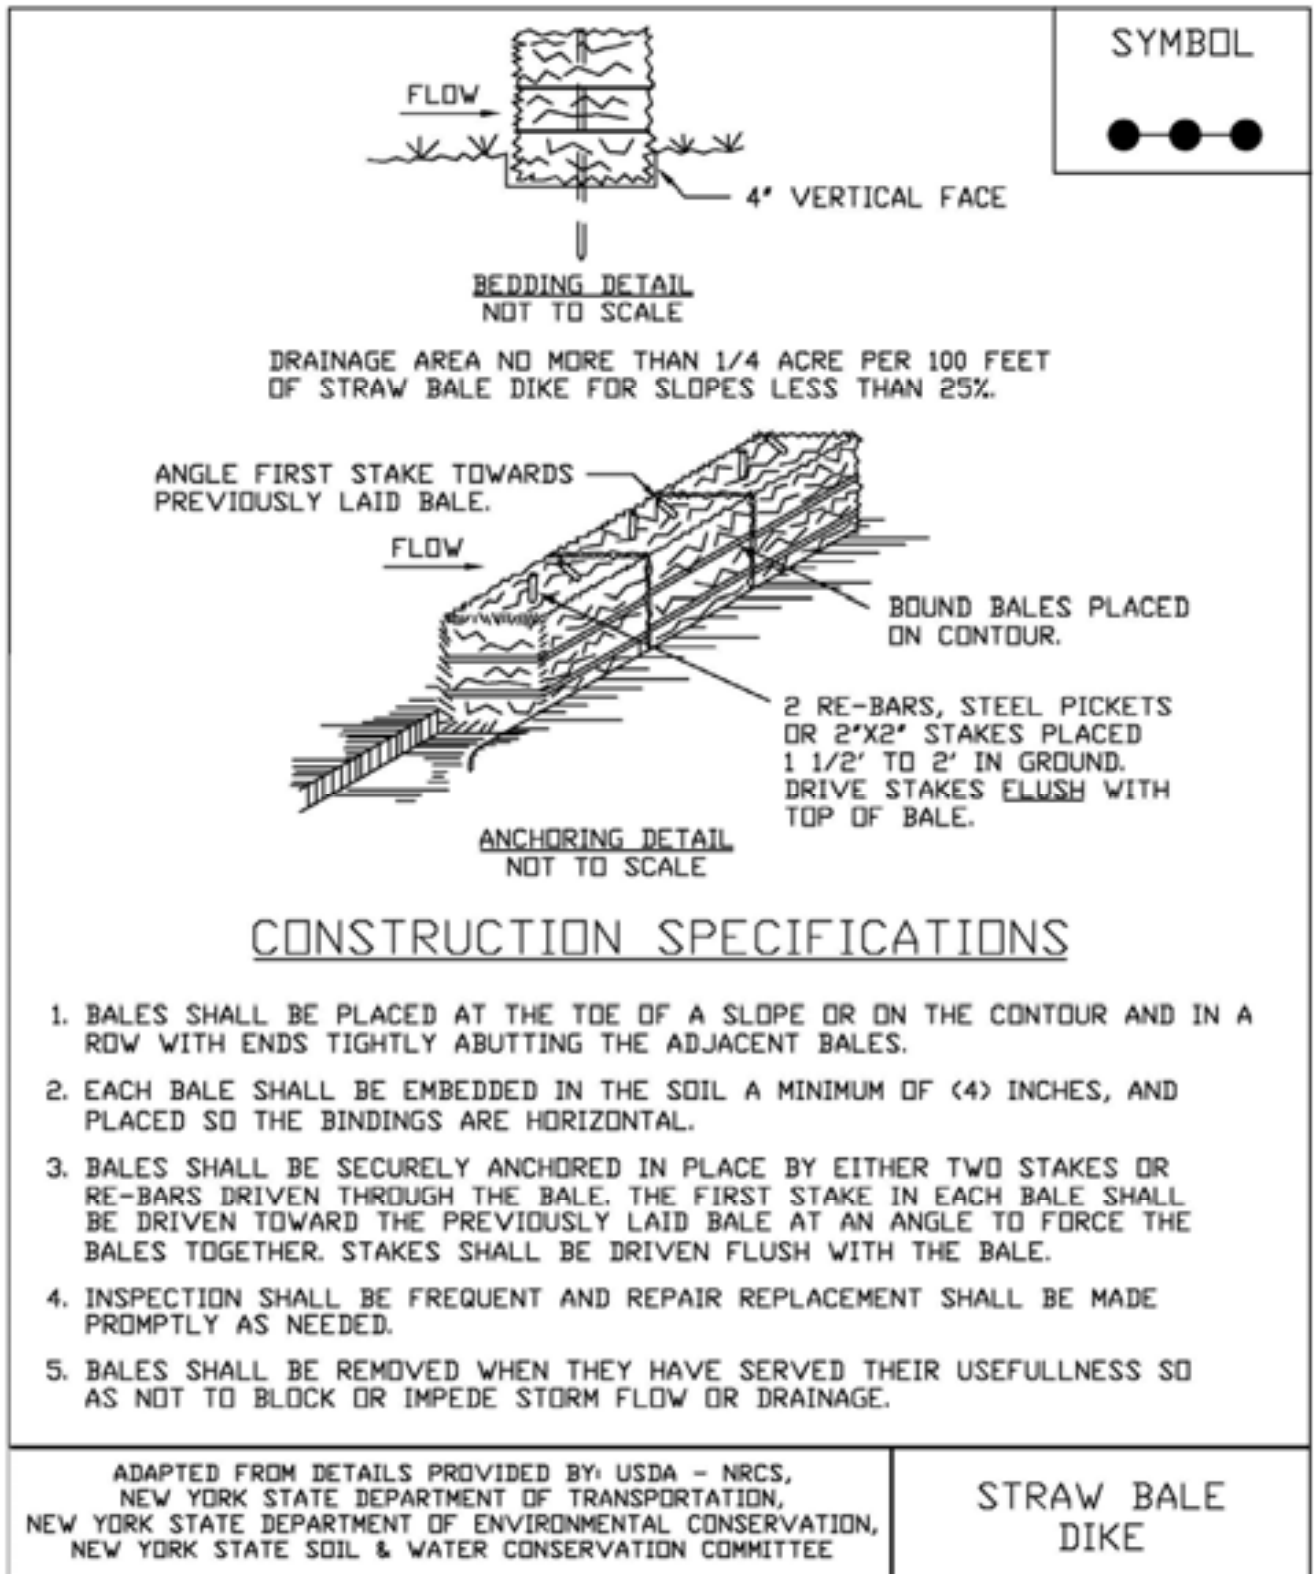 SYMBOL
FLOW
4" VERTICAL FACE
BEDDING DETAIL
NOT TO SCALE
DRAINAGE AREA NO MORE THAN 1/4 ACRE PER 100 FEET
OF STRAW BALE DIKE FOR SLOPES LESS THAN 25%.
ANGLE FIRST STAKE TOWARDS
PREVIOUSLY LAID BALE.
FLOW
BOUND BALES PLACED
ON CONTOUR.
2 RE-BARS, STEEL PICKETS
OR 2"X2" STAKES PLACED
1 1/2' TO 2' IN GROUND.
DRIVE STAKES FLUSH WITH
TOP OF BALE.
ANCHORING DETAIL
NOT TO SCALE
CONSTRUCTION SPECIFICATIONS
1. BALES SHALL BE PLACED AT THE TOE OF A SLOPE OR ON THE CONTOUR AND IN A
ROW WITH ENDS TIGHTLY ABUTTING THE ADJACENT BALES.
2. EACH BALE SHALL BE EMBEDDED IN THE SOIL A MINIMUM OF (4) INCHES, AND
PLACED SO THE BINDINGS ARE HORIZONTAL.
3. BALES SHALL BE SECURELY ANCHORED IN PLACE BY EITHER TWO STAKES OR
RE-BARS DRIVEN THROUGH THE BALE. THE FIRST STAKE IN EACH BALE SHALL
BE DRIVEN TOWARD THE PREVIOUSLY LAID BALE AT AN ANGLE TO FORCE THE
BALES TOGETHER. STAKES SHALL BE DRIVEN FLUSH WITH THE BALE.
4. INSPECTION SHALL BE FREQUENT AND REPAIR REPLACEMENT SHALL BE MADE
PROMPTLY AS NEEDED.
5. BALES SHALL BE REMOVED WHEN THEY HAVE SERVED THEIR USEFULLNESS SO
AS NOT TO BLOCK OR IMPEDE STORM FLOW OR DRAINAGE.
ADAPTED FROM DETAILS PROVIDED BY: USDA - NRCS,
NEW YORK STATE DEPARTMENT OF TRANSPORTATION,
NEW YORK STATE DEPARTMENT OF ENVIRONMENTAL CONSERVATION,
NEW YORK STATE SOIL & WATER CONSERVATION COMMITTEE
STRAW BALE
DIKE